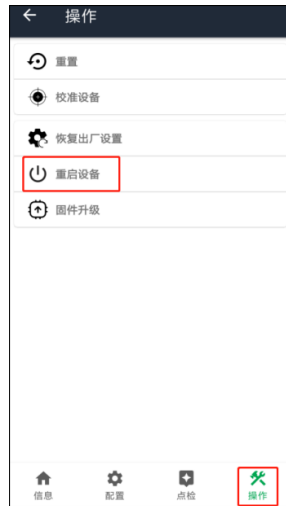 操作
重置
校准设备
恢复出厂设置
重启设备
固件升级
信息 配置 点检 操作